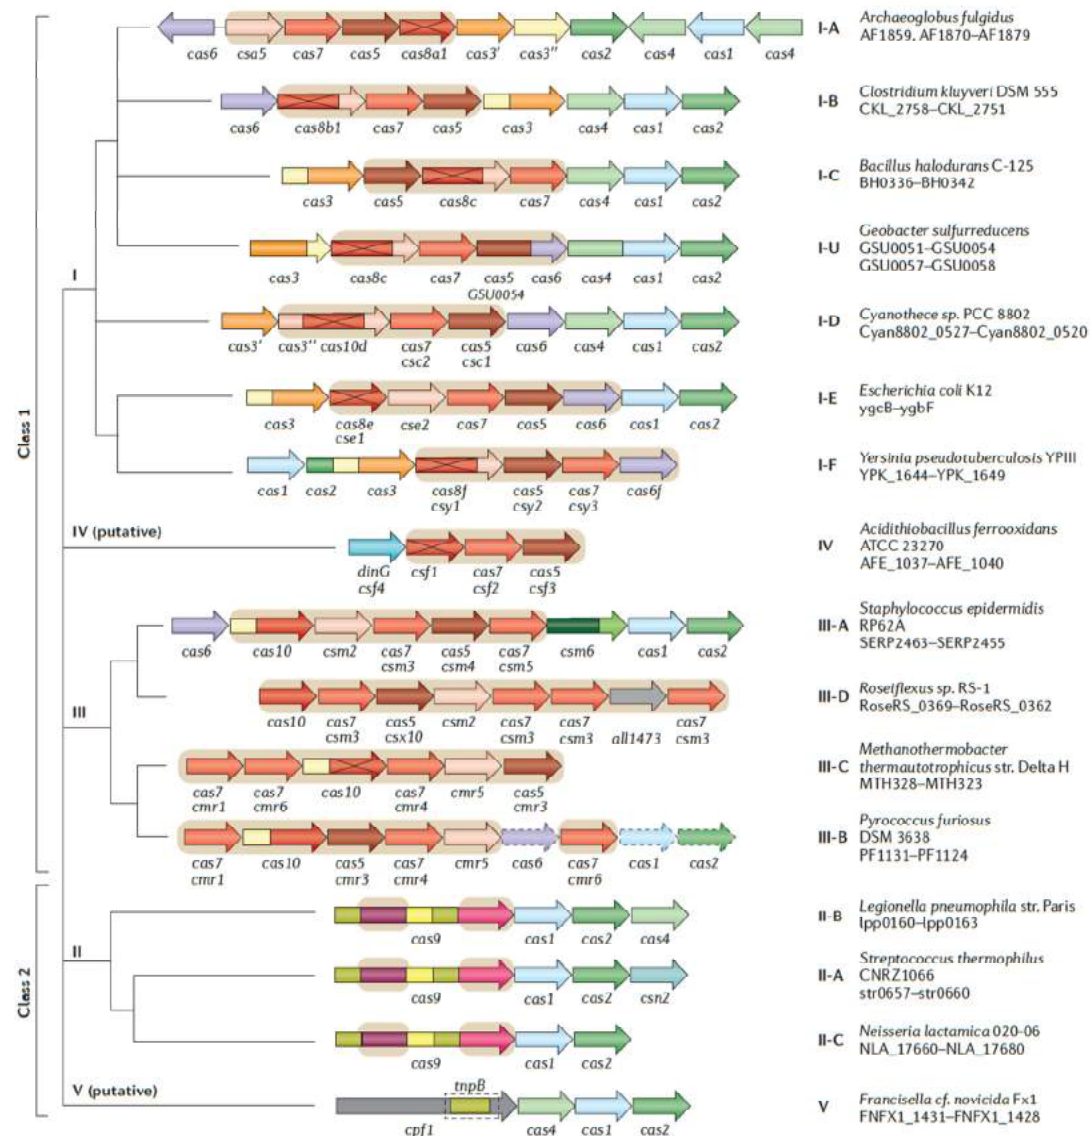 Class 1
I
cas6 csa5 cas7 cas5 cas8a1 cas3' cas3'' cas2 cas4 cas1 cas4
I-A
Archaeoglobus fulgidus
AF1859, AF1870–AF1879
cas6 cas8b1 cas7 cas5 cas3 cas4 cas1 cas2
I-B
Clostridium kluyveri DSM 555
CKL_2758–CKL_2751
cas3 cas5 cas8c cas7 cas4 cas1 cas2
I-C
Bacillus halodurans C-125
BH0336–BH0342
cas3 cas8c cas7 cas5 cas6 cas4 cas1 cas2
GSU0054
I-U
Geobacter sulfurreducens
GSU0051–GSU0054
GSU0057–GSU0058
cas3' cas3'' cas10d cas7 cas5 cas6 cas4 cas1 cas2
csc2 csc1
I-D
Cyanothece sp. PCC 8802
Cyan8802_0527–Cyan8802_0520
cas3 cas8e cse2 cas7 cas5 cas6 cas1 cas2
cse1
I-E
Escherichia coli K12
ygcB–ygbF
cas1 cas2 cas3 cas8f cas5 cas7 cas6f
csy1 csy2 csy3
I-F
Yersinia pseudotuberculosis YPIII
YPK_1644–YPK_1649
IV (putative)
dinG csf1 cas7 cas5
csf4 csf2 csf3
IV
Acidithiobacillus ferrooxidans
ATCC 23270
AFE_1037–AFE_1040
III
cas6 cas10 csm2 cas7 cas5 cas7 csm6 cas1 cas2
csm3 csm4 csm5
III-A
Staphylococcus epidermidis
RP62A
SERP2463–SERP2455
cas10 cas7 cas5 csm2 cas7 cas7 all1473 cas7
csm3 csx10 csm3 csm3 csm3
III-D
Roseiflexus sp. RS-1
RoseRS_0369–RoseRS_0362
cas7 cas7 cas10 cas7 cmr5 cas5
cmr1 cmr6 cmr4 cmr3
III-C
Methanothermobacter
thermautotrophicus str. Delta H
MTH328–MTH323
cas7 cas10 cas5 cas7 cmr5 cas6 cas7 cas1 cas2
cmr1 cmr3 cmr4 cmr6
III-B
Pyrococcus furiosus
DSM 3638
PF1131–PF1124
Class 2
II
cas9 cas1 cas2 cas4
II-B
Legionella pneumophila str. Paris
lpp0160–lpp0163
cas9 cas1 cas2 csn2
II-A
Streptococcus thermophilus
CNRZ1066
str0657–str0660
cas9 cas1 cas2
II-C
Neisseria lactamica 020-06
NLA_17660–NLA_17680
V (putative)
tnpB
cpf1 cas4 cas1 cas2
V
Francisella cf. novicida Fx1
FNFX1_1431–FNFX1_1428